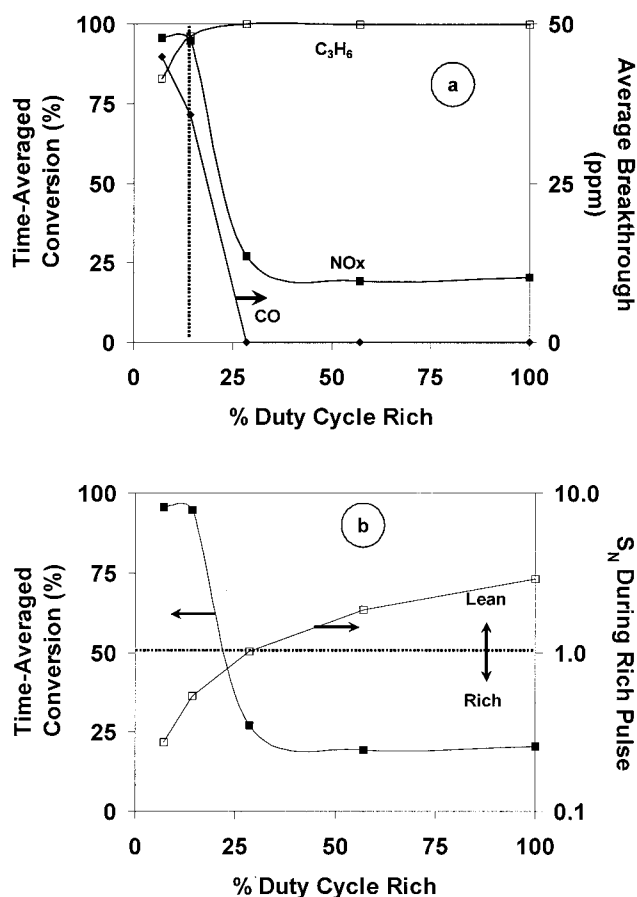 a
100
75
50
25
0
50
25
0
C3H6
NOx
CO
0
25
50
75
100
Time-Averaged
Conversion (%)
Average Breakthrough
(ppm)
% Duty Cycle Rich
b
100
75
50
25
0
10.0
1.0
0.1
Lean
Rich
0
25
50
75
100
Time-Averaged
Conversion (%)
SN During Rich Pulse
% Duty Cycle Rich